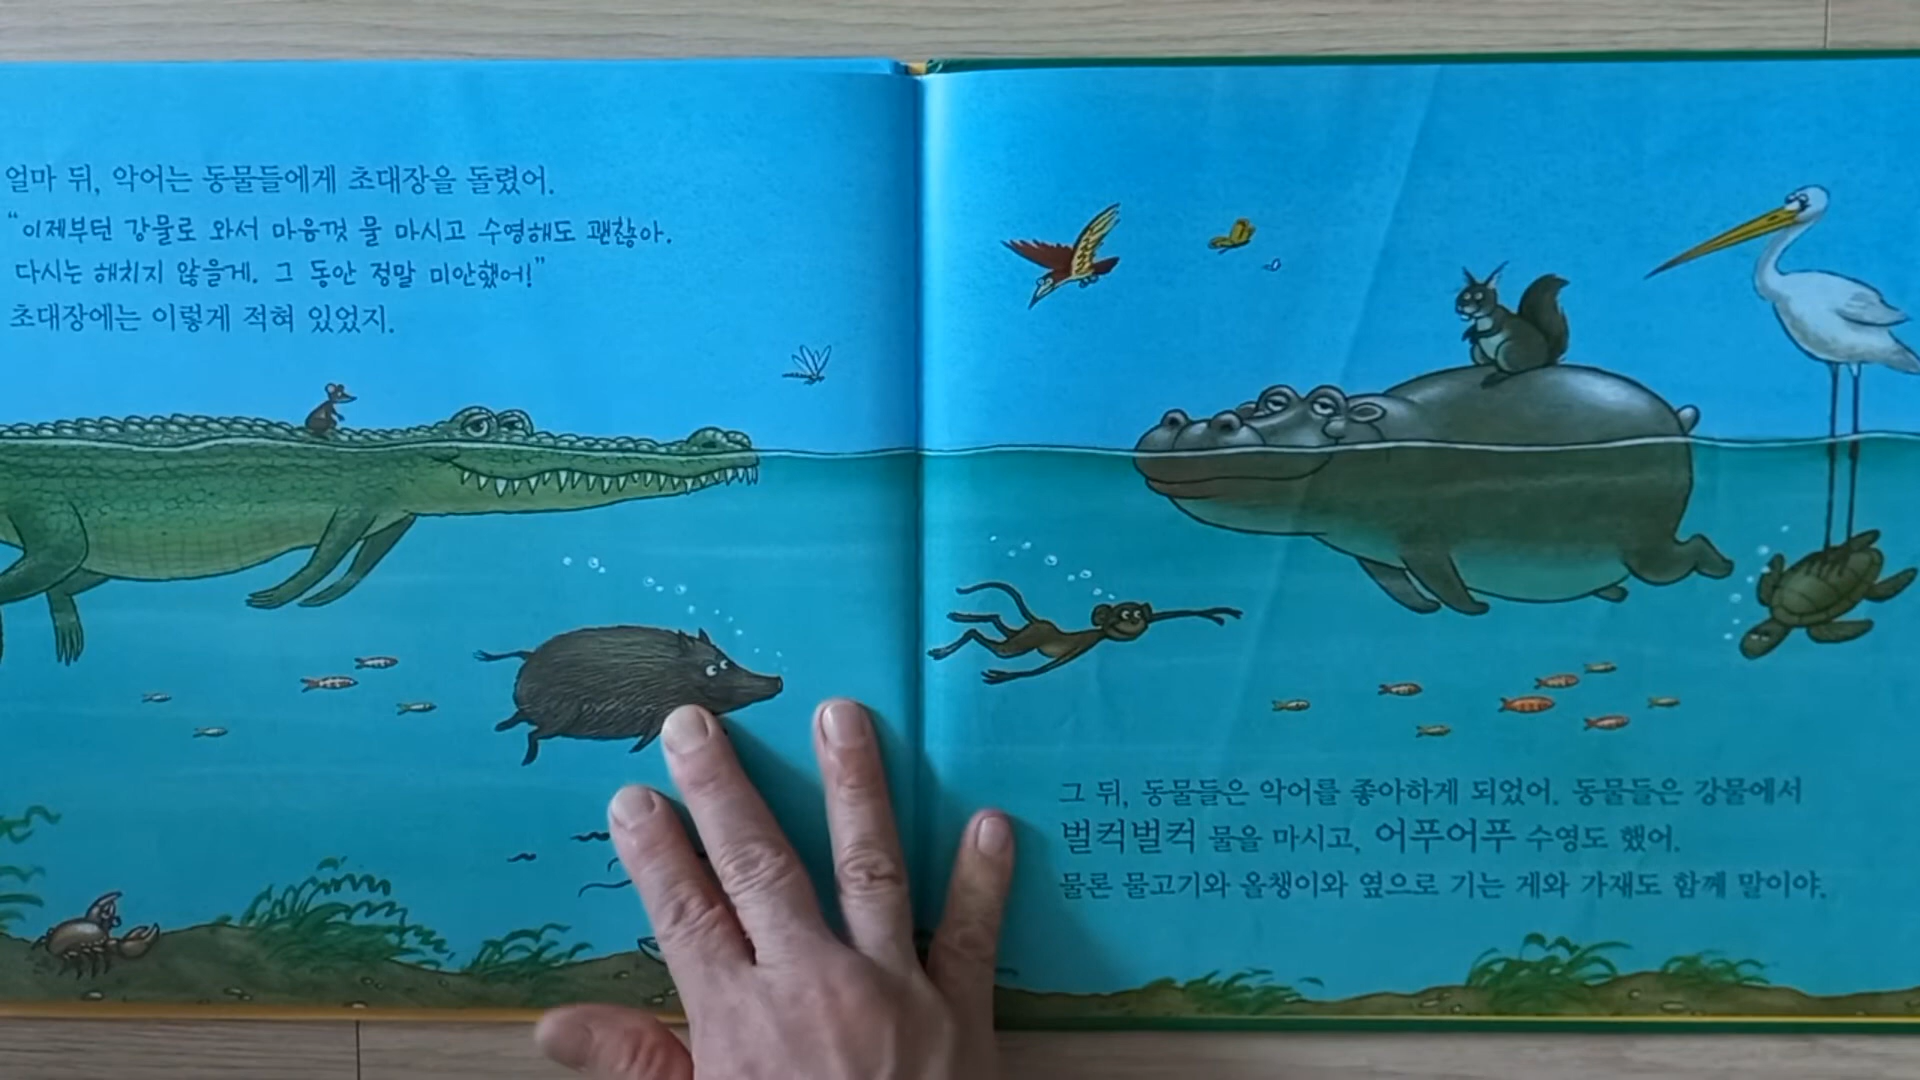 얼마 뒤, 악어는 동물들에게 초대장을 돌렸어.
“이제부턴 강물로 와서 마음껏 물 마시고 수영해도 괜찮아.
다시는 해치지 않을게. 그 동안 정말 미안했어!”
초대장에는 이렇게 적혀 있었지.
그 뒤, 동물들은 악어를 좋아하게 되었어. 동물들은 강물에서
벌컥벌컥 물을 마시고, 어푸어푸 수영도 했어.
물론 물고기와 올챙이와 옆으로 기는 게와 가재도 함께 말이야.